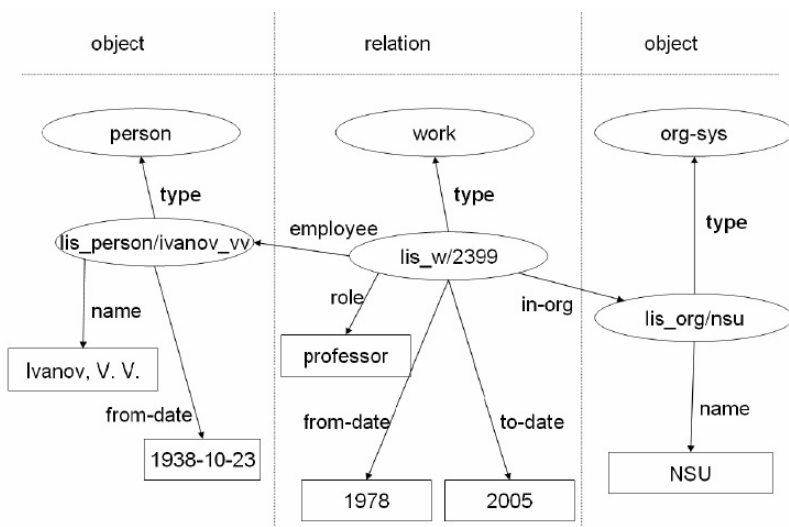 object
relation
object
person
work
org-sys
type
type
type
lis_person/ivanov_vv
employee
lis_w/2399
in-org
lis_org/nsu
name
role
Ivanov, V. V.
professor
from-date
from-date
to-date
name
1938-10-23
1978
2005
NSU